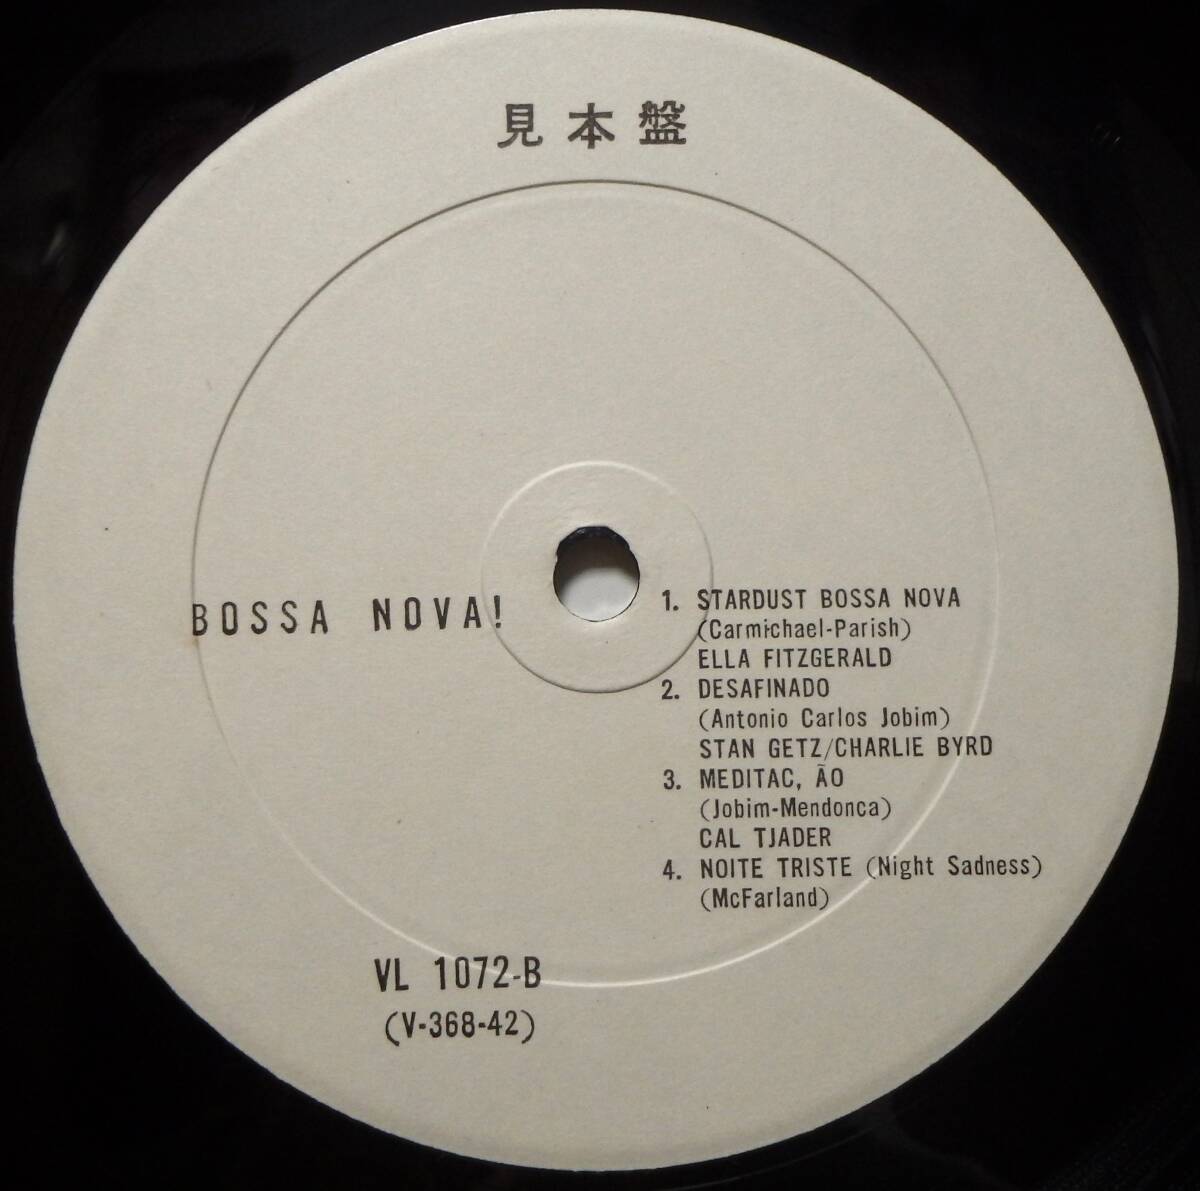 見本盤
BOSSA NOVA!
1. STARDUST BOSSA NOVA
(Carmichael-Parish)
ELLA FITZGERALD
2. DESAFINADO
(Antonio Carlos Jobim)
STAN GETZ/CHARLIE BYRD
3. MEDITAC, ÃO
(Jobim-Mendonca)
CAL TJADER
4. NOITE TRISTE (Night Sadness)
(McFarland)
VL 1072-B
(V-368-42)